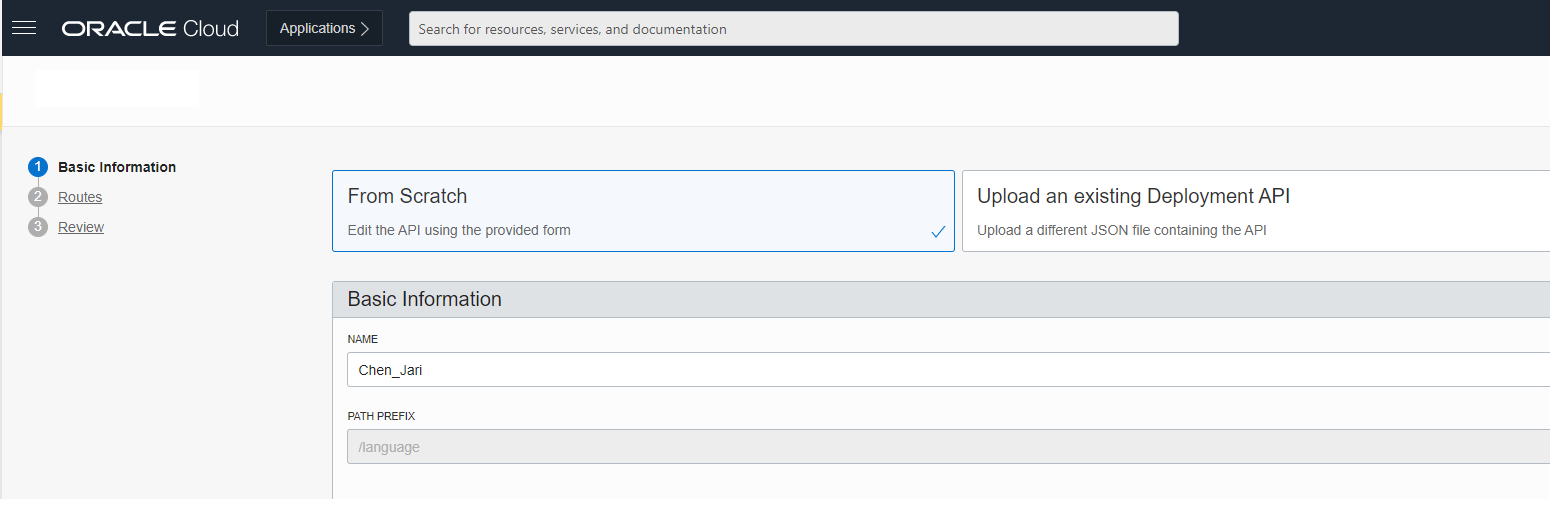 ORACLE Cloud
Applications
Search for resources, services, and documentation
1 Basic Information
2 Routes
3 Review
From Scratch
Edit the API using the provided form
Upload an existing Deployment API
Upload a different JSON file containing the API
Basic Information
NAME
Chen_Jari
PATH PREFIX
/language